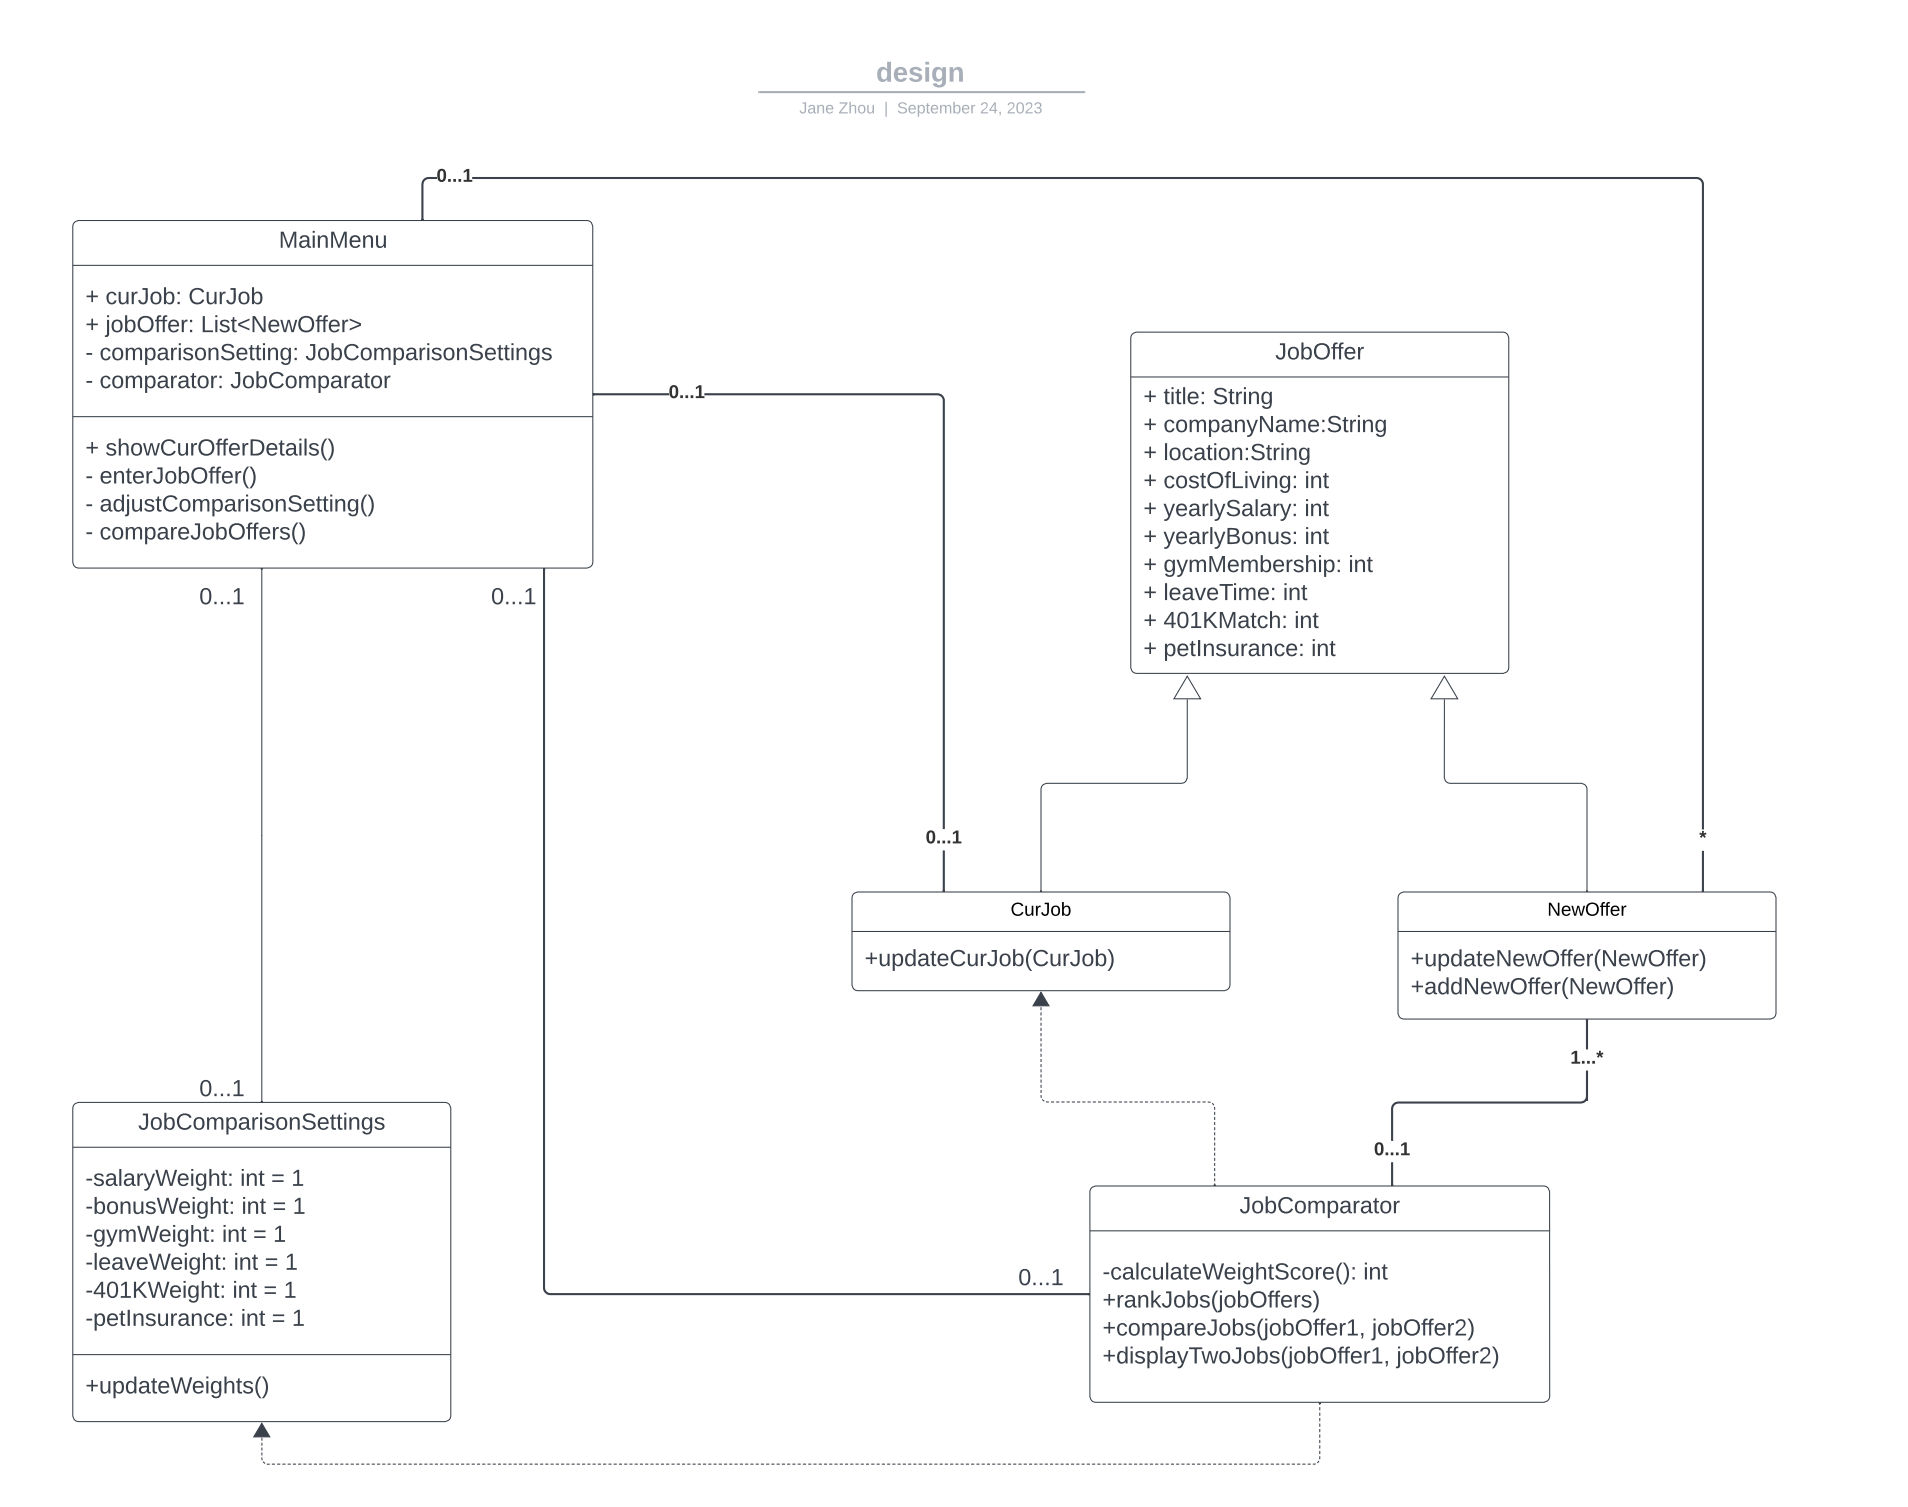 design
Jane Zhou | September 24, 2023
0...1
MainMenu
+ curJob: CurJob
+ jobOffer: List<NewOffer>
- comparisonSetting: JobComparisonSettings
- comparator: JobComparator
+ showCurOfferDetails()
- enterJobOffer()
- adjustComparisonSetting()
- compareJobOffers()
0...1
0...1
0...1
JobOffer
+ title: String
+ companyName:String
+ location:String
+ costOfLiving: int
+ yearlySalary: int
+ yearlyBonus: int
+ gymMembership: int
+ leaveTime: int
+ 401KMatch: int
+ petInsurance: int
0...1
*
CurJob
+updateCurJob(CurJob)
NewOffer
+updateNewOffer(NewOffer)
+addNewOffer(NewOffer)
1...*
0...1
0...1
JobComparisonSettings
-salaryWeight: int = 1
-bonusWeight: int = 1
-gymWeight: int = 1
-leaveWeight: int = 1
-401KWeight: int = 1
-petInsurance: int = 1
+updateWeights()
0...1
JobComparator
-calculateWeightScore(): int
+rankJobs(jobOffers)
+compareJobs(jobOffer1, jobOffer2)
+displayTwoJobs(jobOffer1, jobOffer2)